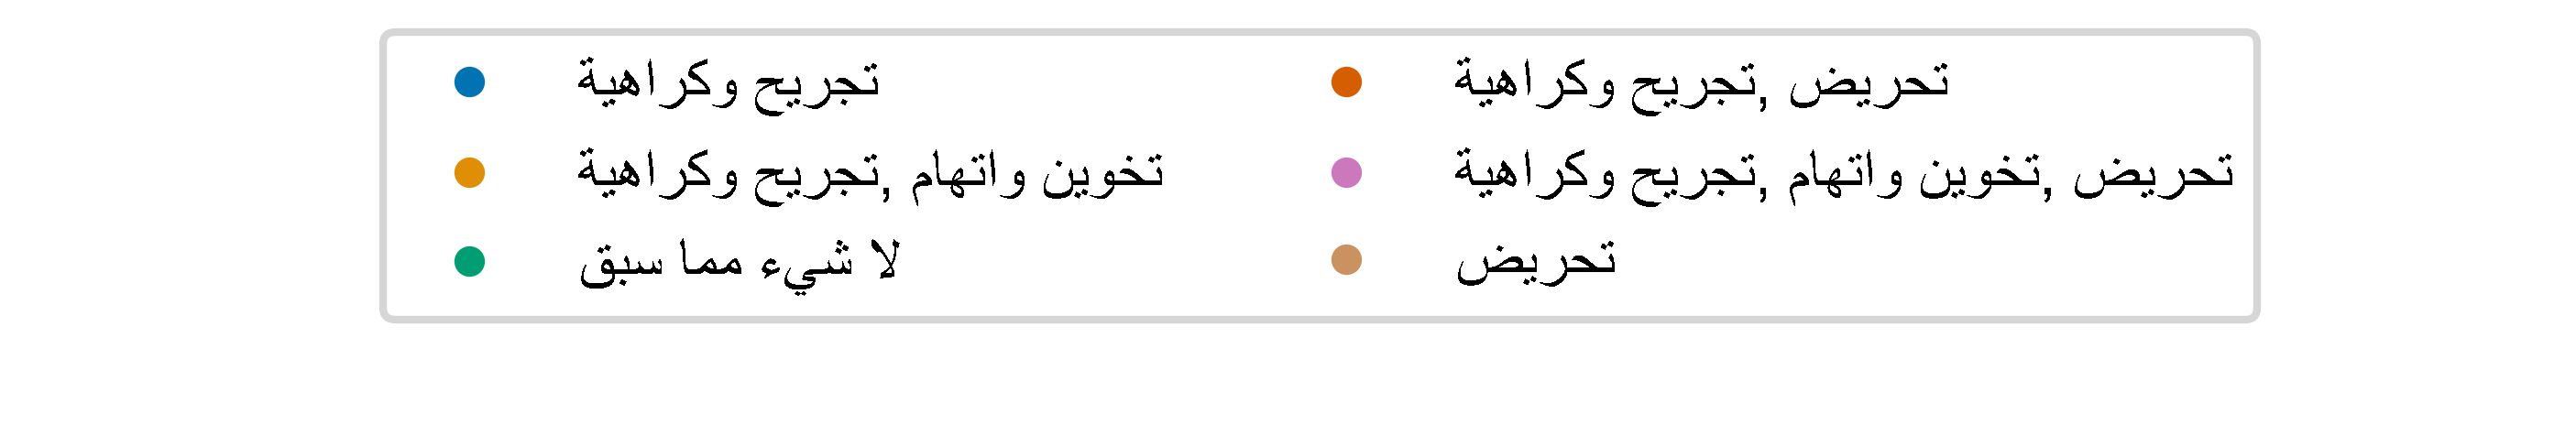 تجريح وكراهية
تخوين واتهام ,تجريح وكراهية
لا شيء مما سبق
تحريض ,تجريح وكراهية
تحريض ,تخوين واتهام ,تجريح وكراهية
تحريض